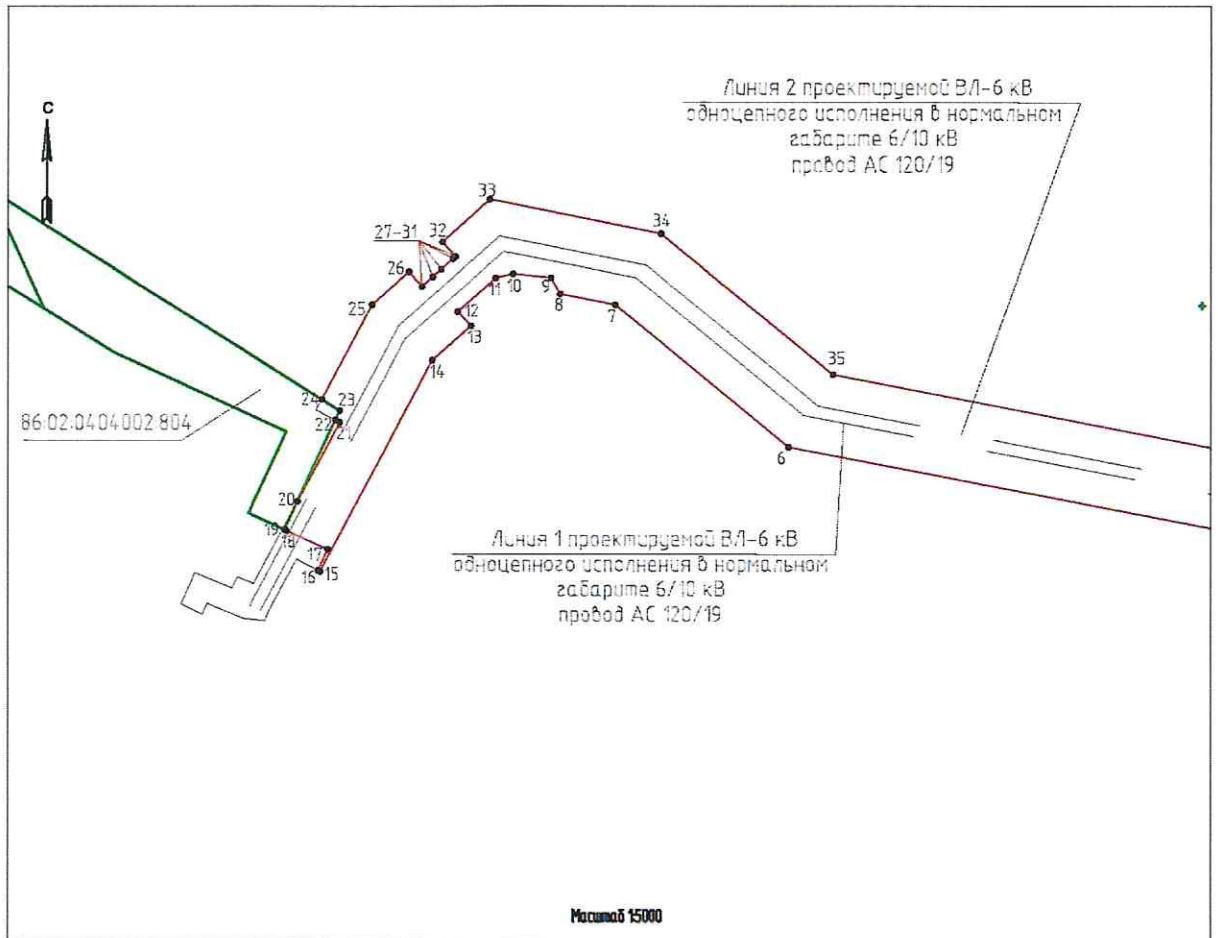 С
Линия 2 проектируемой ВЛ-6 кВ
одноцепного исполнения в нормальном
габарите 6/10 кВ
провод АС 120/19
33
34
32
27-31
26
25
11
10
9
8
7
12
13
14
35
24
23
22
21
86:02:0404002:804
6
20
19
18
17
16
15
Линия 1 проектируемой ВЛ-6 кВ
одноцепного исполнения в нормальном
габарите 6/10 кВ
провод АС 120/19
Масштаб 1:5000